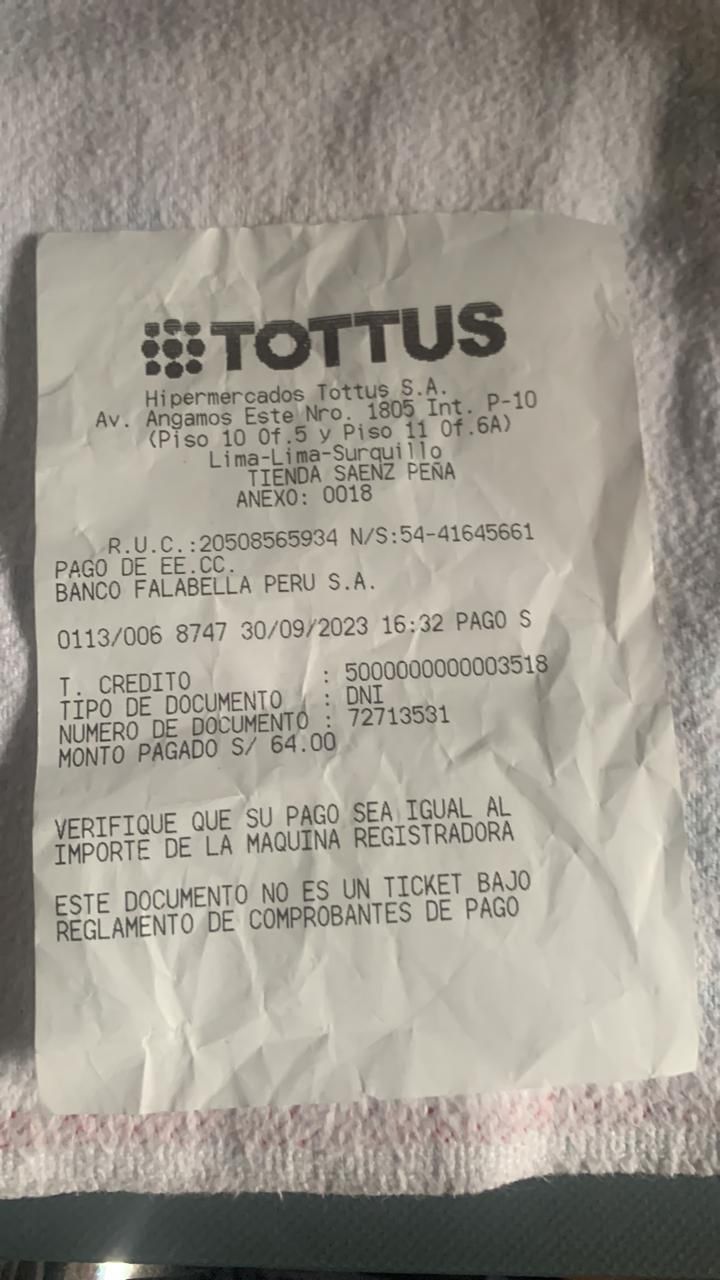 TOTTUS
Hipermercados Tottus S.A.
Av. Angamos Este Nro. 1805 Int. P-10
(Piso 10 Of.5 y Piso 11 Of.6A)
Lima-Lima-Surquillo
TIENDA SAENZ PEÑA
ANEXO: 0018
R.U.C.:20508565934 N/S:54-41645661
PAGO DE EE.CC.
BANCO FALABELLA PERU S.A.
0113/006 8747 30/09/2023 16:32 PAGO S
T. CREDITO : 5000000000003518
TIPO DE DOCUMENTO : DNI
NUMERO DE DOCUMENTO : 72713531
MONTO PAGADO S/ 64.00
VERIFIQUE QUE SU PAGO SEA IGUAL AL
IMPORTE DE LA MAQUINA REGISTRADORA
ESTE DOCUMENTO NO ES UN TICKET BAJO
REGLAMENTO DE COMPROBANTES DE PAGO